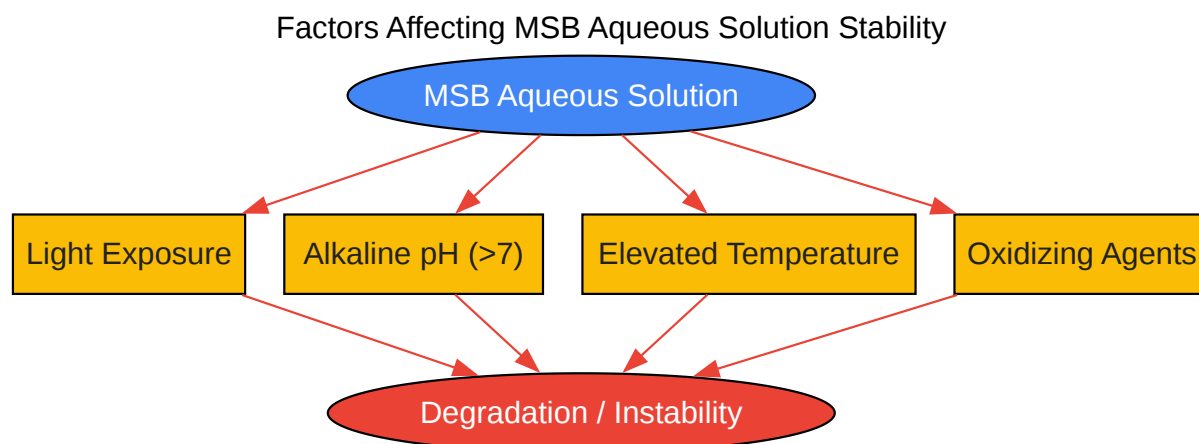 Factors Affecting MSB Aqueous Solution Stability
MSB Aqueous Solution
Light Exposure
Alkaline pH (>7)
Elevated Temperature
Oxidizing Agents
Degradation / Instability